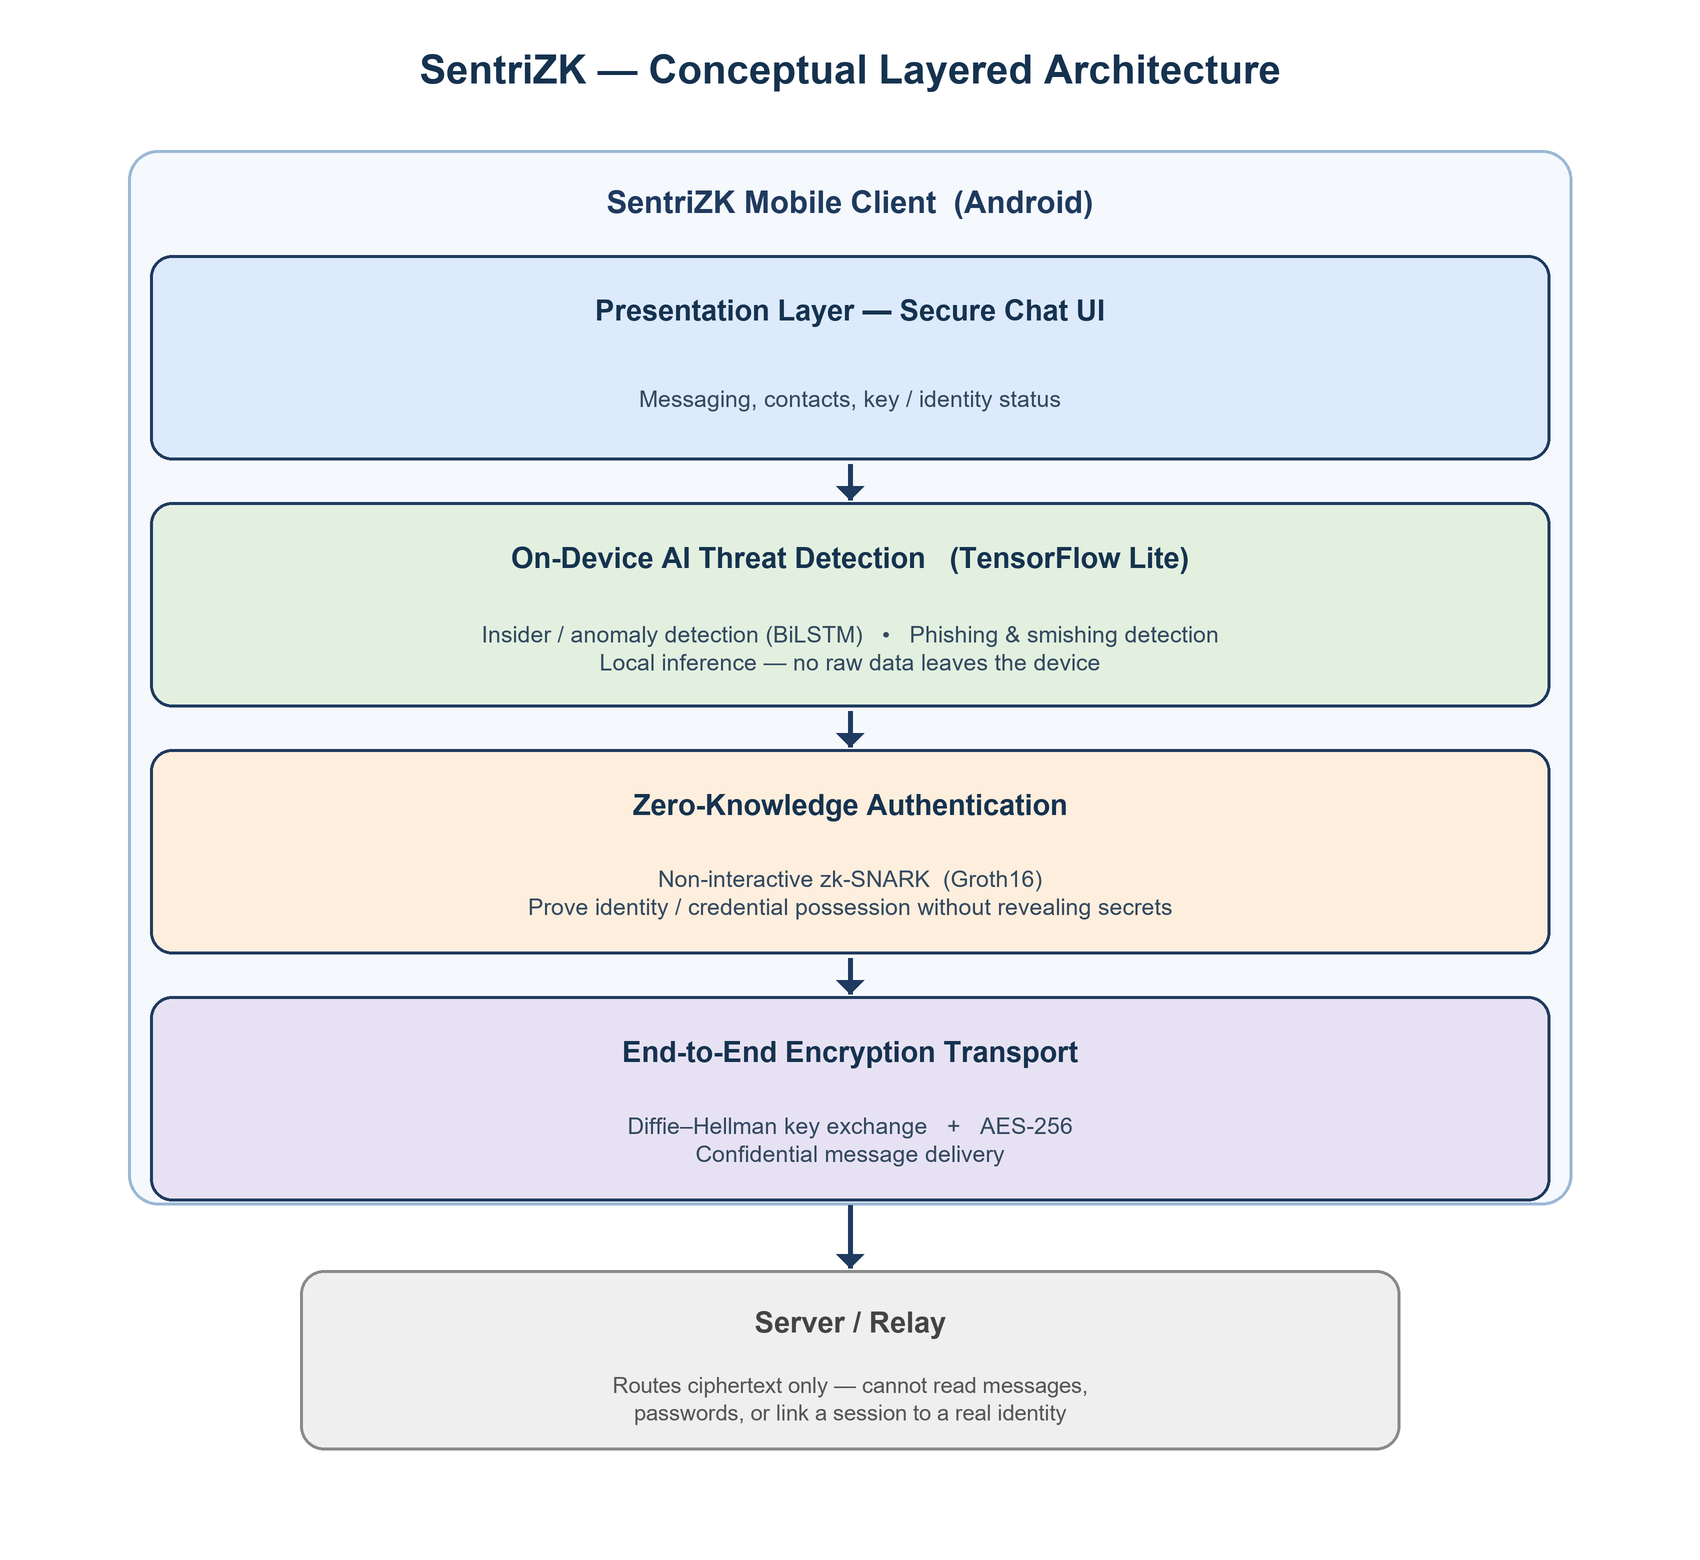 SentriZK — Conceptual Layered Architecture
SentriZK Mobile Client (Android)
Presentation Layer — Secure Chat UI
Messaging, contacts, key / identity status
On-Device AI Threat Detection (TensorFlow Lite)
Insider / anomaly detection (BiLSTM) • Phishing & smishing detection
Local inference — no raw data leaves the device
Zero-Knowledge Authentication
Non-interactive zk-SNARK (Groth16)
Prove identity / credential possession without revealing secrets
End-to-End Encryption Transport
Diffie–Hellman key exchange + AES-256
Confidential message delivery
Server / Relay
Routes ciphertext only — cannot read messages,
passwords, or link a session to a real identity